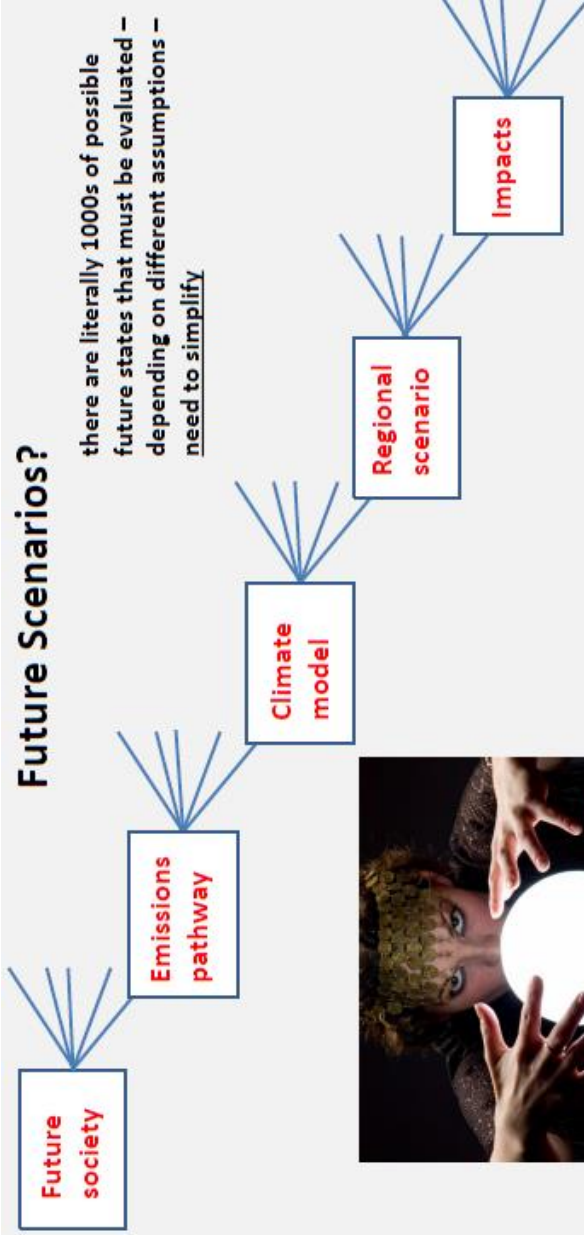 Future Scenarios?
there are literally 1000s of possible
future states that must be evaluated –
depending on different assumptions –
need to simplify
Future
society
Emissions
pathway
Climate
model
Regional
scenario
Impacts